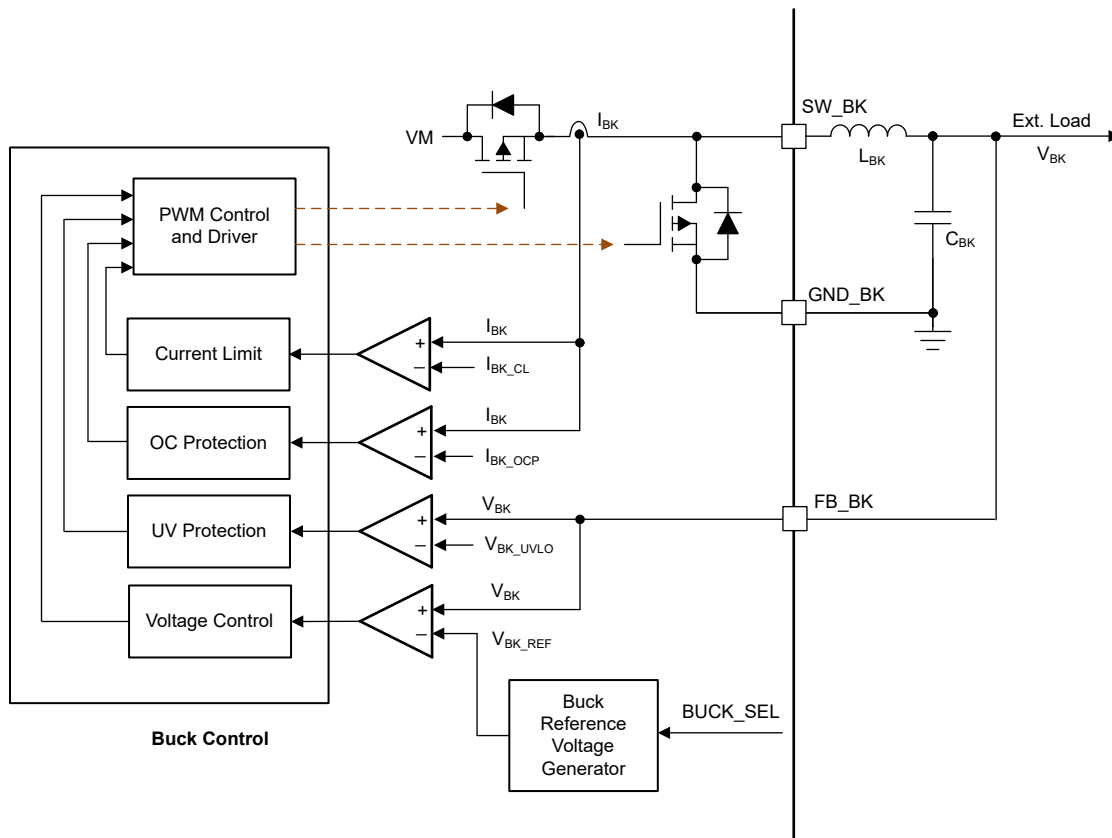 SW_BK
I_BK
Ext. Load
VM
L_BK
V_BK
PWM Control
and Driver
C_BK
GND_BK
I_BK
+
Current Limit
−
I_BK_CL
I_BK
+
OC Protection
−
I_BK_OCP
FB_BK
V_BK
+
UV Protection
−
V_BK_UVLO
V_BK
+
Voltage Control
−
V_BK_REF
Buck
Reference
Voltage
Generator
BUCK_SEL
Buck Control